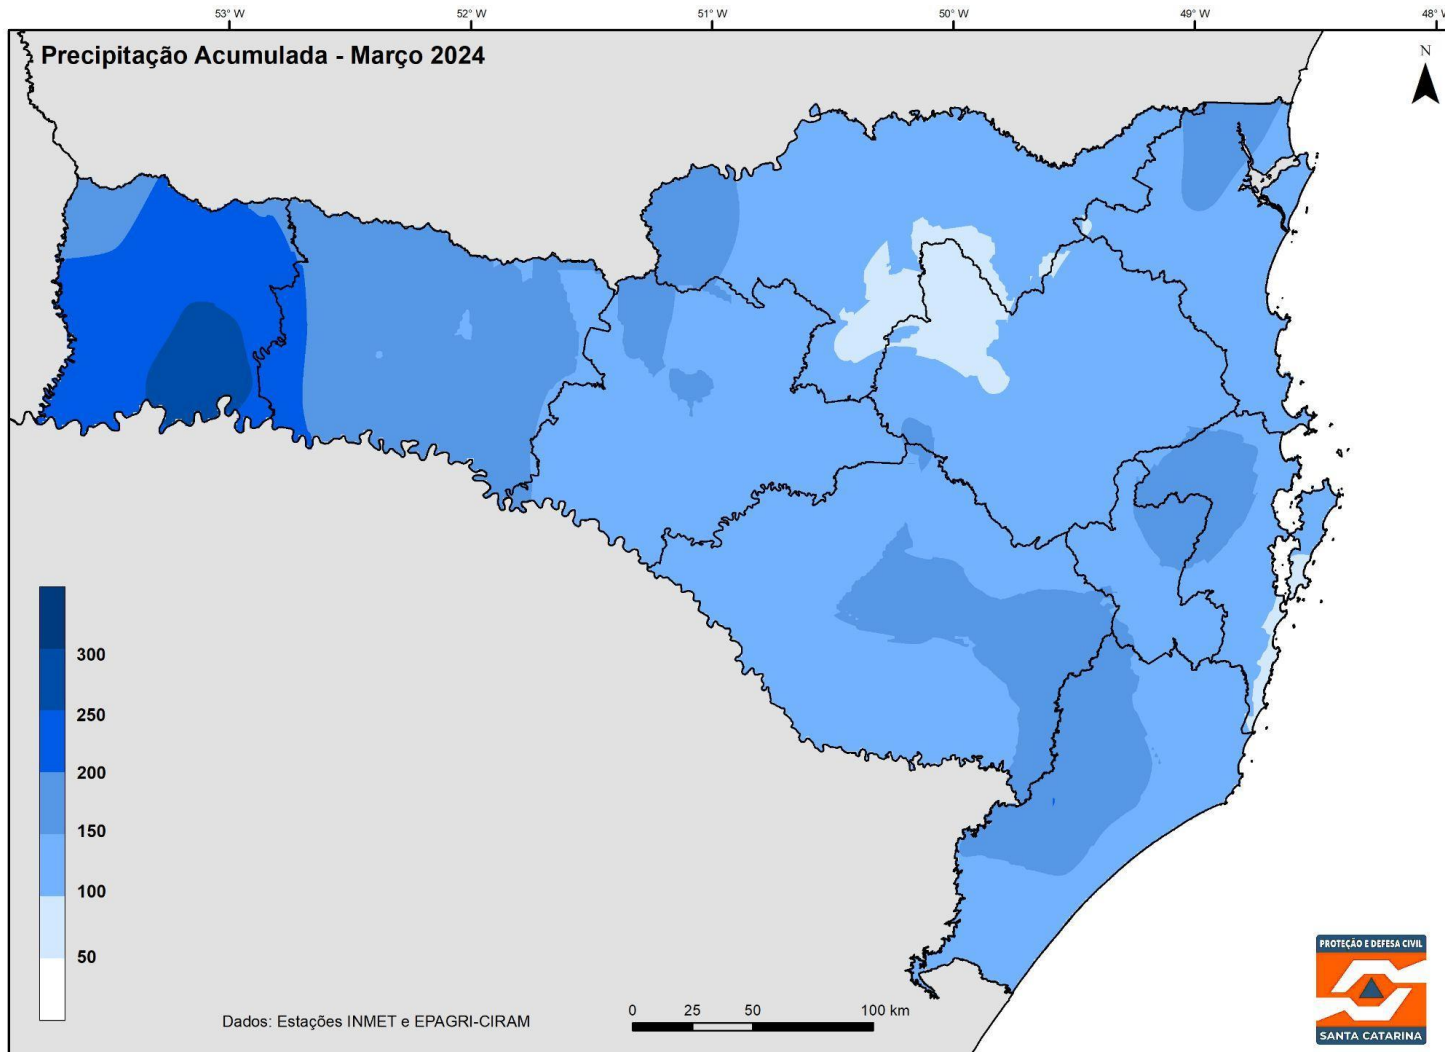 53° W 52° W 51° W 50° W 49° W 48° W
Precipitação Acumulada - Março 2024
N
300
250
200
150
100
50
Dados: Estações INMET e EPAGRI-CIRAM
0 25 50 100 km
PROTEÇÃO E DEFESA CIVIL
SANTA CATARINA